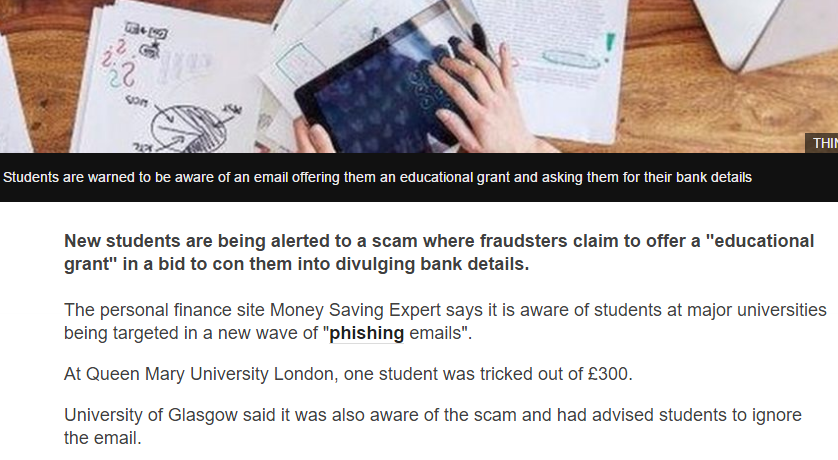 THIN
Students are warned to be aware of an email offering them an educational grant and asking them for their bank details
New students are being alerted to a scam where fraudsters claim to offer a "educational
grant" in a bid to con them into divulging bank details.
The personal finance site Money Saving Expert says it is aware of students at major universities
being targeted in a new wave of "phishing emails".
At Queen Mary University London, one student was tricked out of £300.
University of Glasgow said it was also aware of the scam and had advised students to ignore
the email.